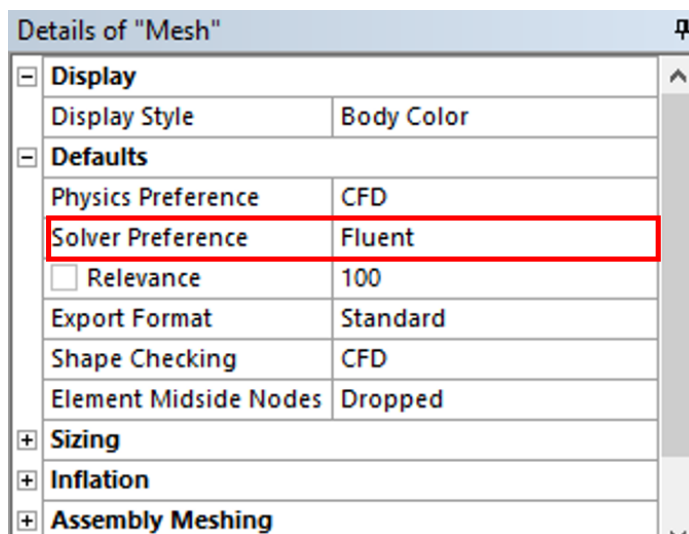 Details of "Mesh"
Display
Display Style Body Color
Defaults
Physics Preference CFD
Solver Preference Fluent
Relevance 100
Export Format Standard
Shape Checking CFD
Element Midside Nodes Dropped
Sizing
Inflation
Assembly Meshing